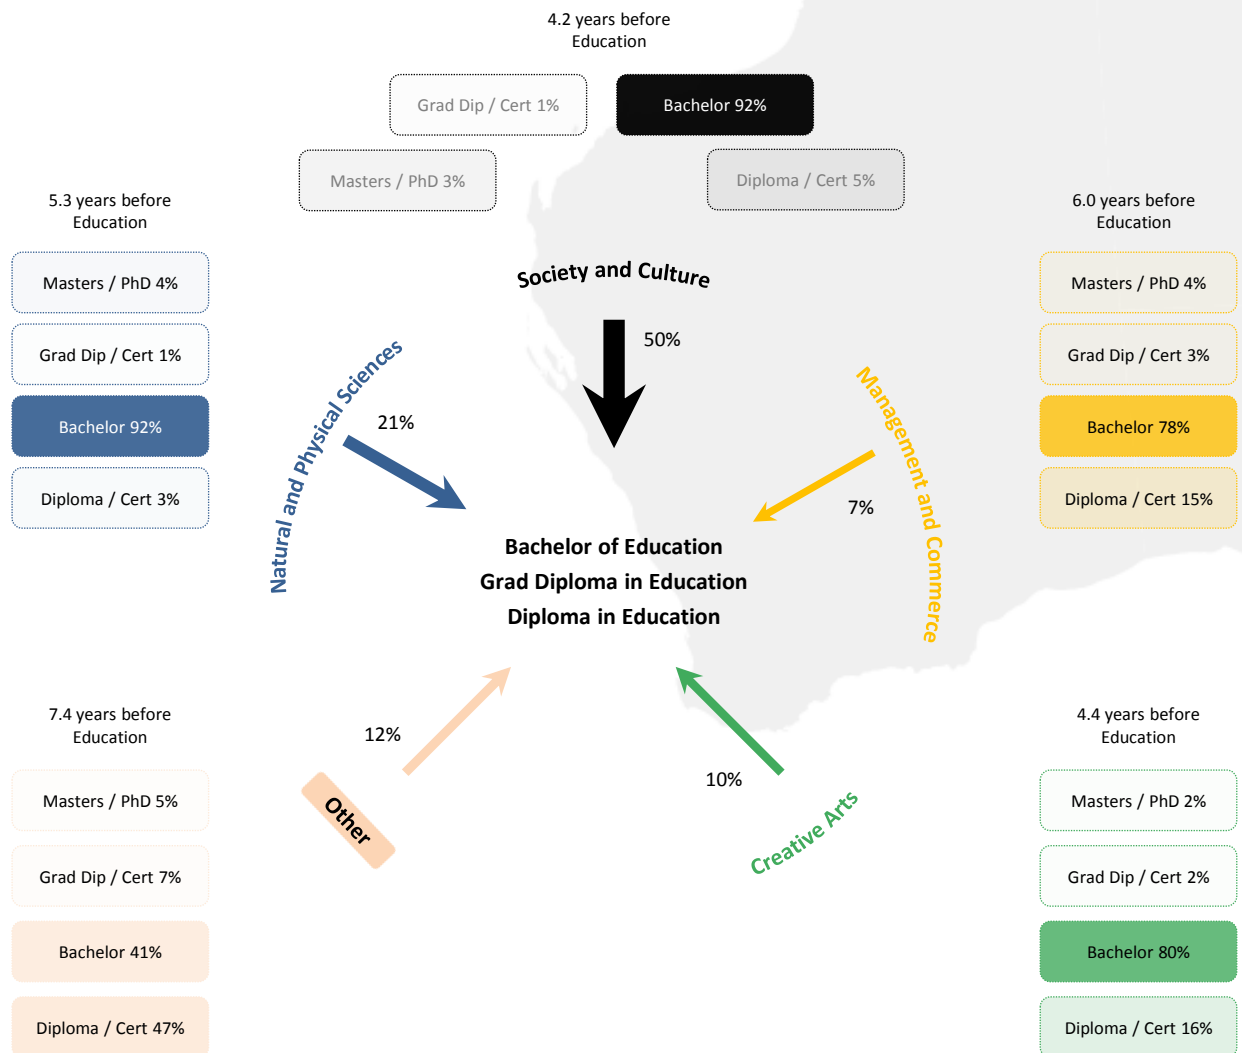 4.2 years before
Education
Grad Dip / Cert 1%
Bachelor 92%
Masters / PhD 3%
Diploma / Cert 5%
5.3 years before
Education
Masters / PhD 4%
Grad Dip / Cert 1%
Bachelor 92%
Diploma / Cert 3%
6.0 years before
Education
Masters / PhD 4%
Grad Dip / Cert 3%
Bachelor 78%
Diploma / Cert 15%
Society and Culture
50%
Natural and Physical Sciences
21%
Management and Commerce
7%
Bachelor of Education
Grad Diploma in Education
Diploma in Education
7.4 years before
Education
Masters / PhD 5%
Grad Dip / Cert 7%
Bachelor 41%
Diploma / Cert 47%
12%
Other
10%
Creative Arts
4.4 years before
Education
Masters / PhD 2%
Grad Dip / Cert 2%
Bachelor 80%
Diploma / Cert 16%